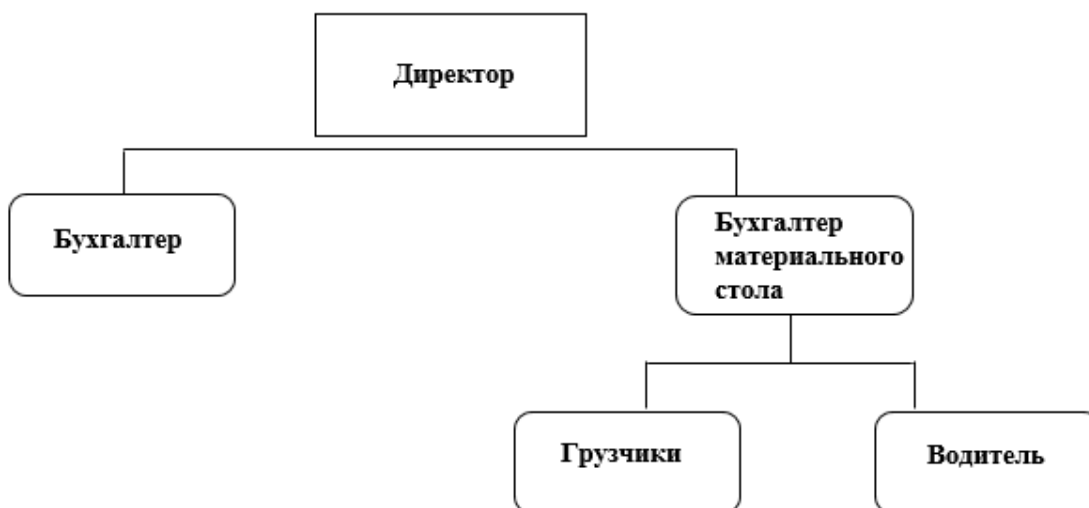 Директор
Бухгалтер
Бухгалтер
материального
стола
Грузчики
Водитель